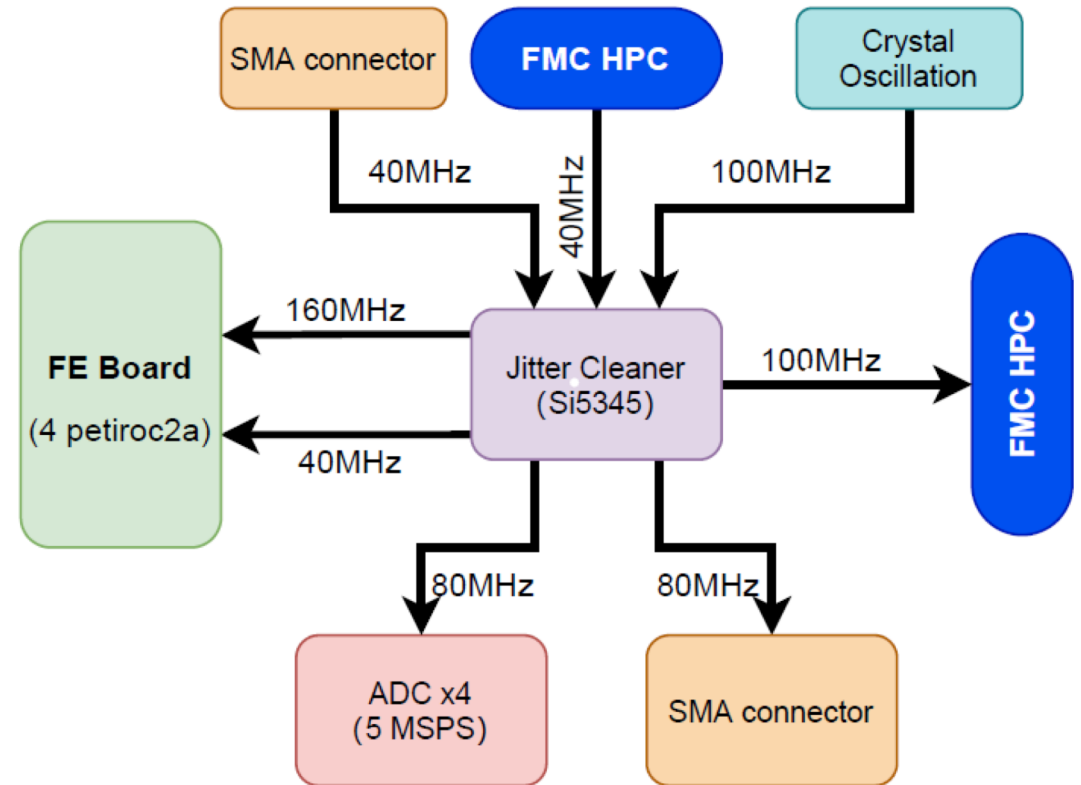 SMA connector
FMC HPC
Crystal
Oscillation
40MHz
40MHz
100MHz
160MHz
FE Board
(4 petiroc2a)
40MHz
Jitter Cleaner
(Si5345)
100MHz
FMC HPC
80MHz
80MHz
ADC x4
(5 MSPS)
SMA connector